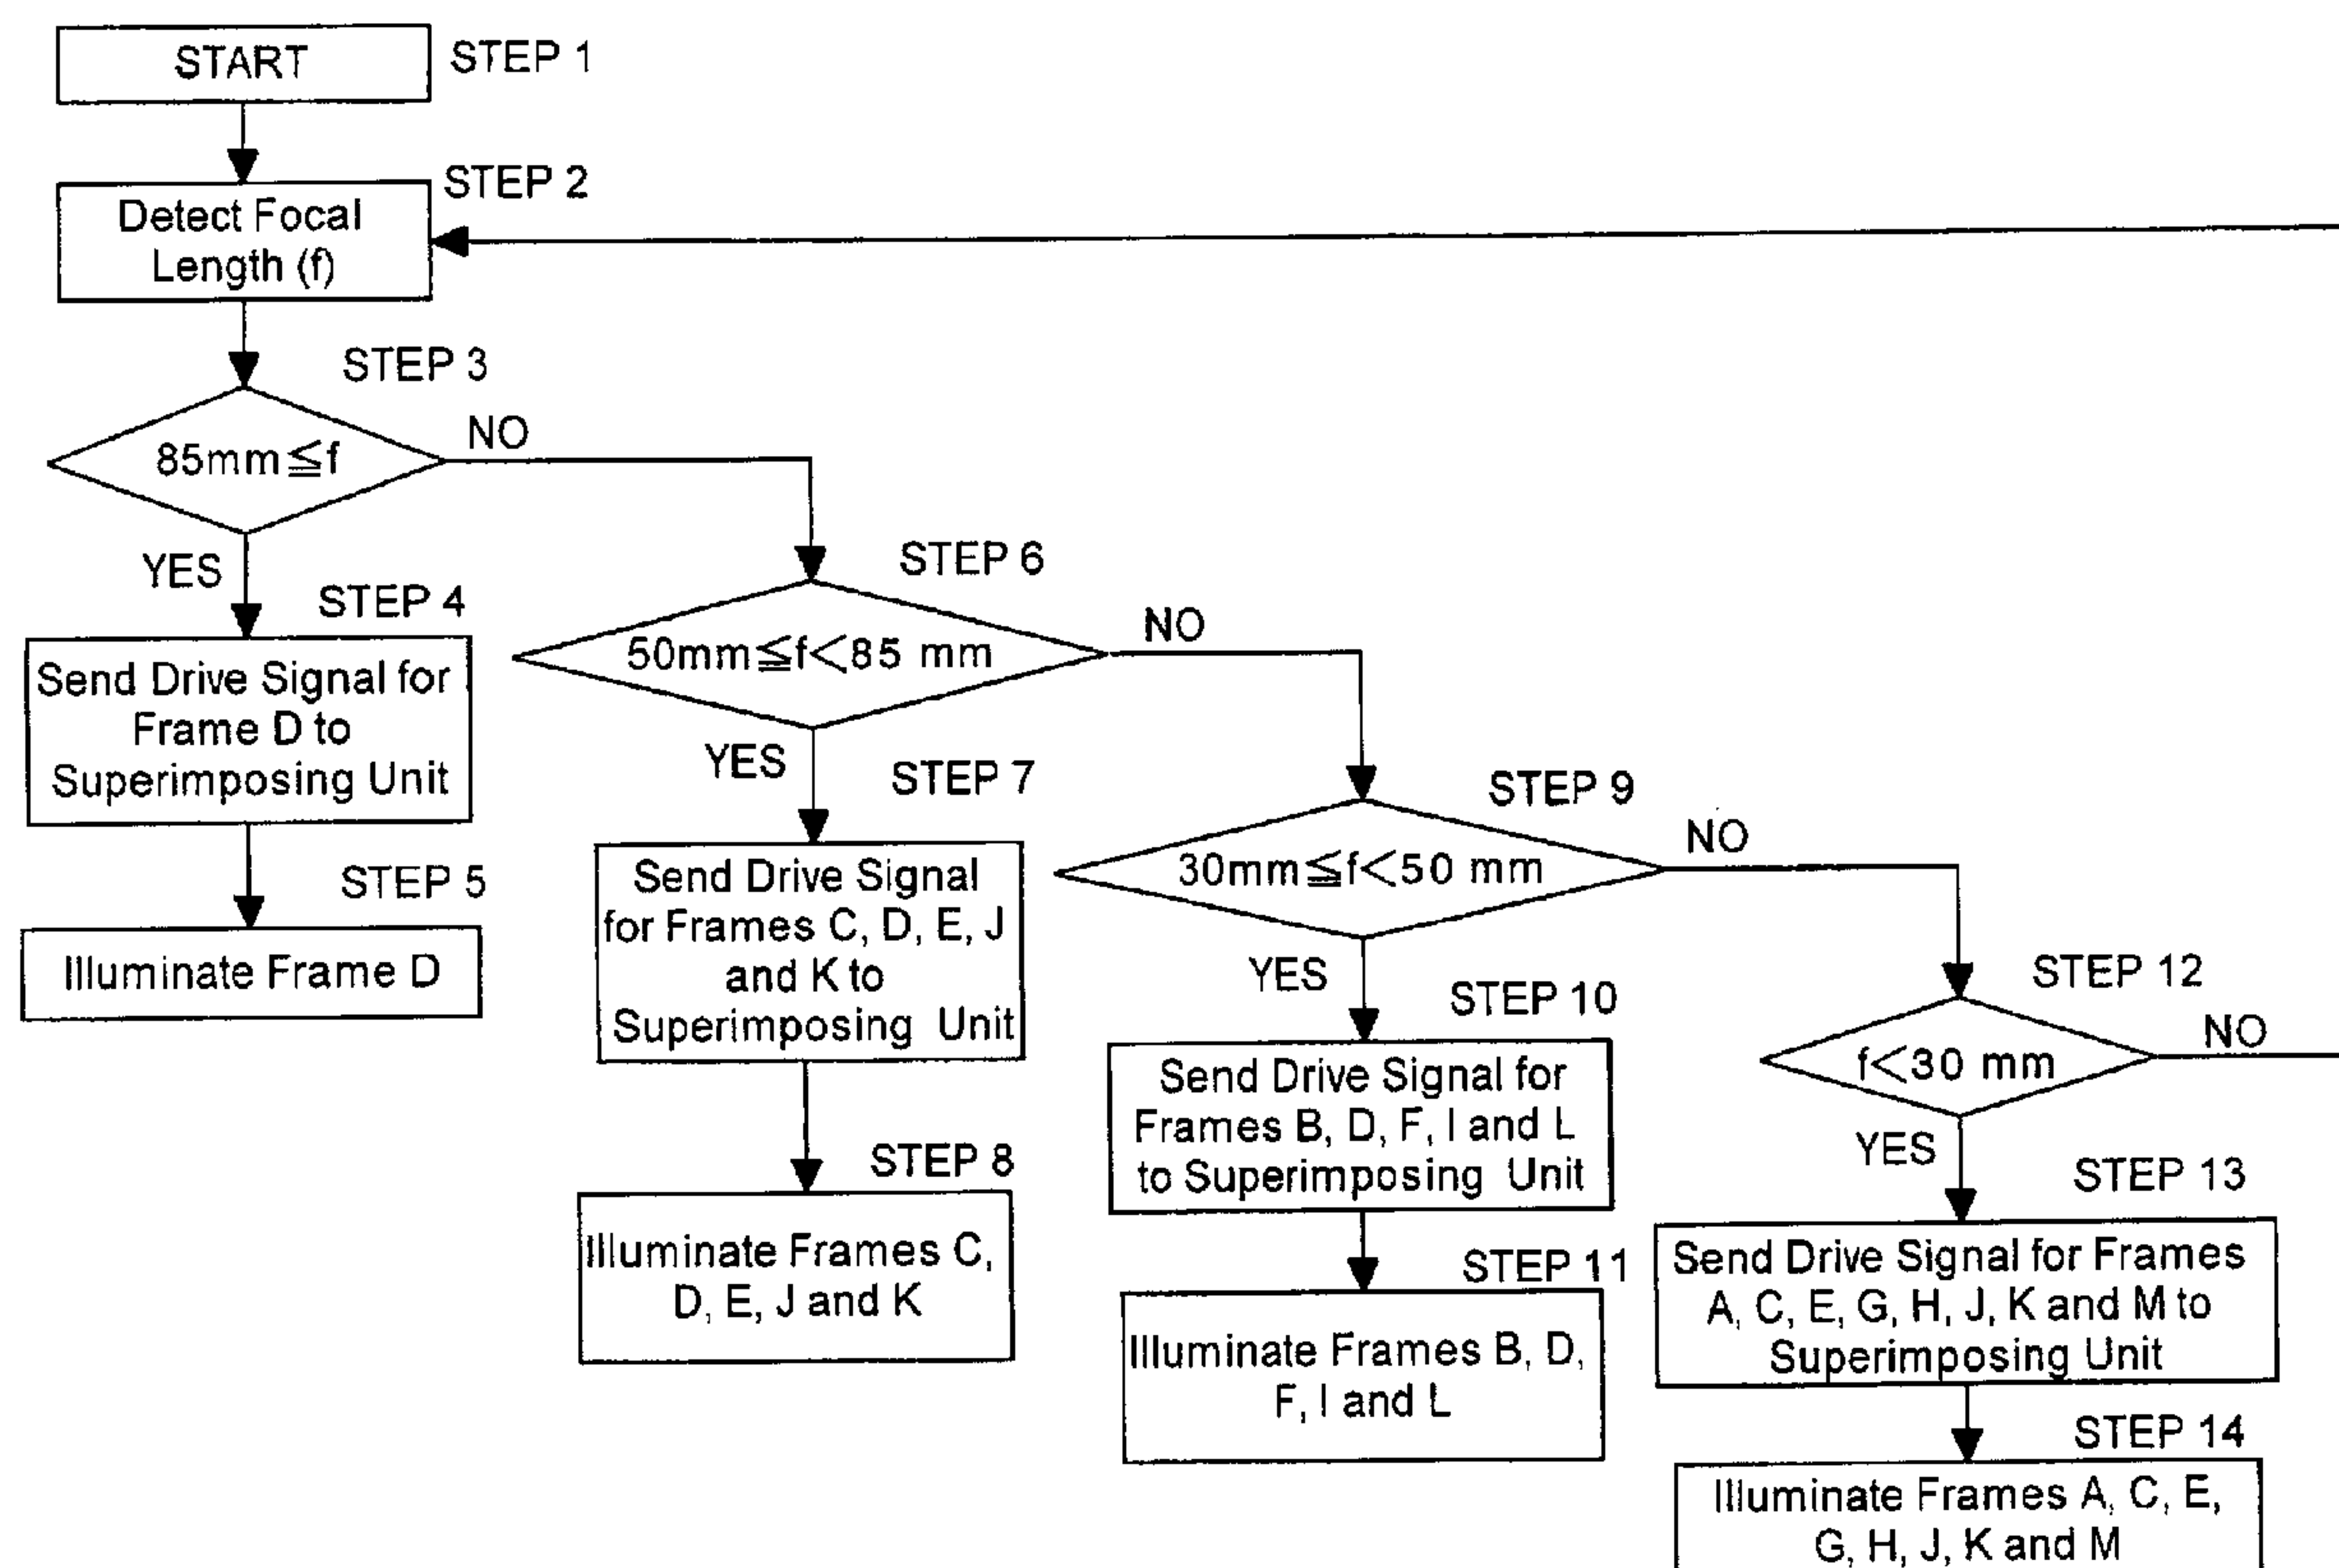 START
STEP 1
STEP 2
Detect Focal
Length (f)
STEP 3
85mm≦f
NO
YES
STEP 4
Send Drive Signal for
Frame D to
Superimposing Unit
STEP 5
Illuminate Frame D
STEP 6
50mm≦f<85 mm
NO
YES
STEP 7
Send Drive Signal
for Frames C, D, E, J
and K to
Superimposing Unit
STEP 8
Illuminate Frames C,
D, E, J and K
STEP 9
30mm≦f<50 mm
NO
YES
STEP 10
Send Drive Signal for
Frames B, D, F, I and L
to Superimposing Unit
STEP 11
Illuminate Frames B, D,
F, I and L
STEP 12
f<30 mm
NO
YES
STEP 13
Send Drive Signal for Frames
A, C, E, G, H, J, K and M to
Superimposing Unit
STEP 14
Illuminate Frames A, C, E,
G, H, J, K and M